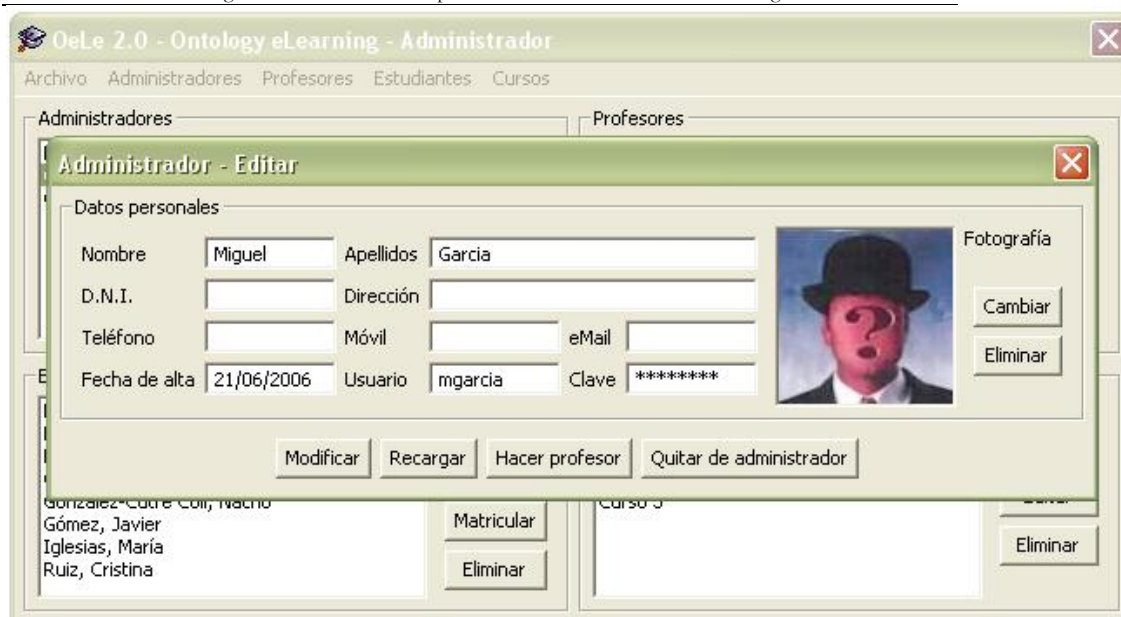 OeLe 2.0 - Ontology eLearning - Administrador
Archivo Administradores Profesores Estudiantes Cursos
Administradores Profesores
Administrador - Editar
Datos personales
Nombre Miguel Apellidos Garcia Fotografía
D.N.I. Dirección Cambiar
Teléfono Móvil eMail
Eliminar
Fecha de alta 21/06/2006 Usuario mgarcia Clave ********
Modificar Recargar Hacer profesor Quitar de administrador
Gómez, Javier Matricular
Iglesias, María Eliminar
Ruiz, Cristina Eliminar